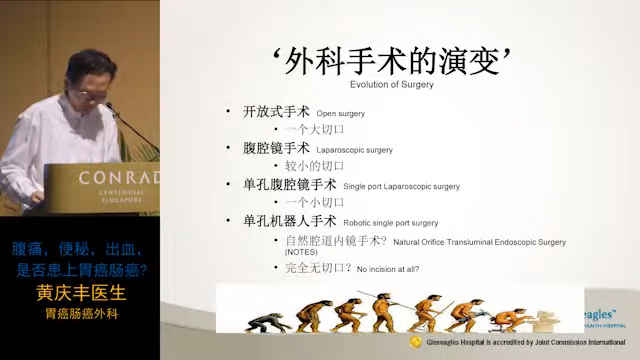 ‘外科手术的演变’
Evolution of Surgery
• 开放式手术 Open surgery
• 一个大切口
• 腹腔镜手术 Laparoscopic surgery
• 较小的切口
• 单孔腹腔镜手术 Single port Laparoscopic surgery
• 一个小切口
• 单孔机器人手术 Robotic single port surgery
• 自然腔道内镜手术? Natural Orifice Transluminal Endoscopic Surgery
(NOTES)
• 完全无切口? No incision at all?
CONRAD
CENTENNIAL
SINGAPORE
腹痛，便秘，出血，
是否患上胃癌肠癌?
黄庆丰医生
胃癌肠癌外科
eagles™
HEALTH HOSPITAL
Gleneagles Hospital is accredited by Joint Commission International